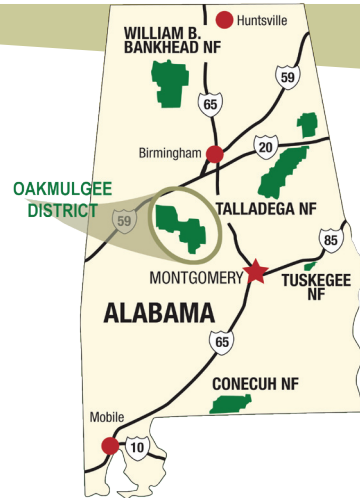 Huntsville
WILLIAM B.
BANKHEAD NF
59
65
Birmingham
20
OAKMULGEE
DISTRICT
59
TALLADEGA NF
85
MONTGOMERY
TUSKEGEE
NF
ALABAMA
65
CONECUH NF
Mobile
10